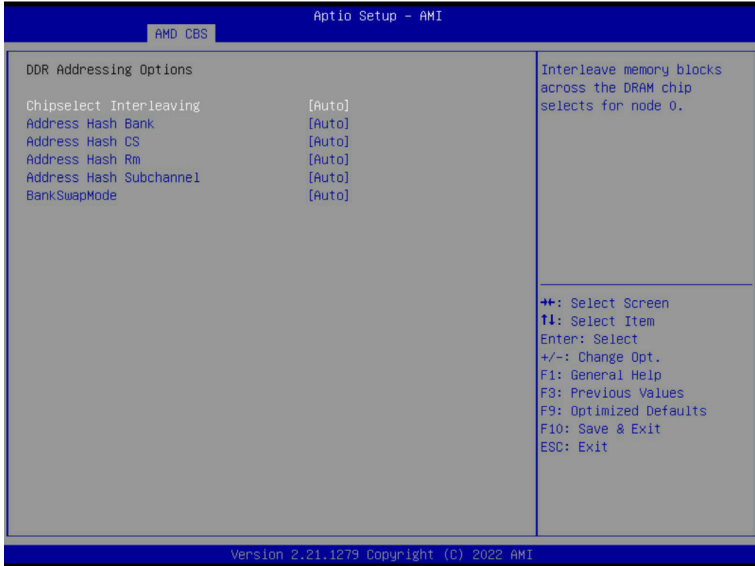 Aptio Setup – AMI
AMD CBS
DDR Addressing Options
Chipselect Interleaving [Auto]
Address Hash Bank [Auto]
Address Hash CS [Auto]
Address Hash Rm [Auto]
Address Hash Subchannel [Auto]
BankSwapMode [Auto]
Interleave memory blocks
across the DRAM chip
selects for node 0.
→←: Select Screen
↑↓: Select Item
Enter: Select
+/-: Change Opt.
F1: General Help
F3: Previous Values
F9: Optimized Defaults
F10: Save & Exit
ESC: Exit
Version 2.21.1279 Copyright (C) 2022 AMI